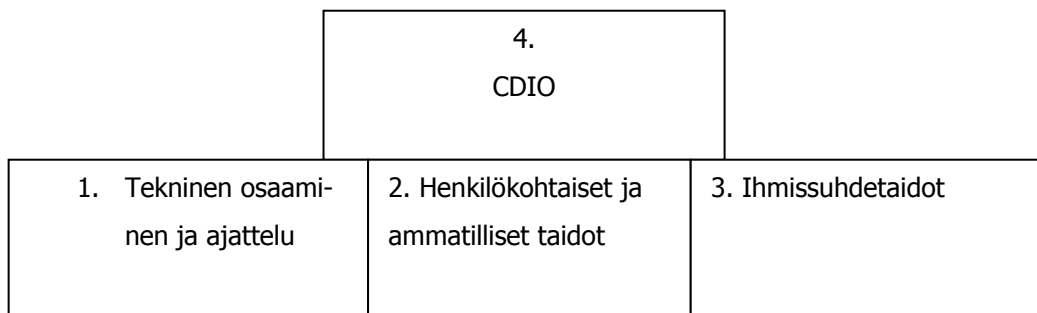 4.
CDIO
1. Tekninen osaami-
nen ja ajattelu
2. Henkilökohtaiset ja
ammatilliset taidot
3. Ihmissuhdetaidot